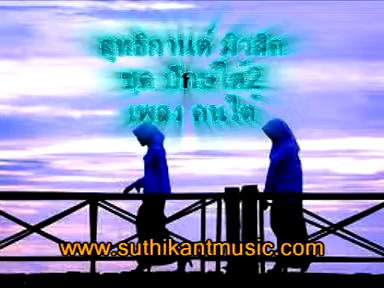 สุทธิกานต์ มิวสิค
ชุด ปักษ์ใต้2
เพลง คนใต้
www.suthikantmusic.com